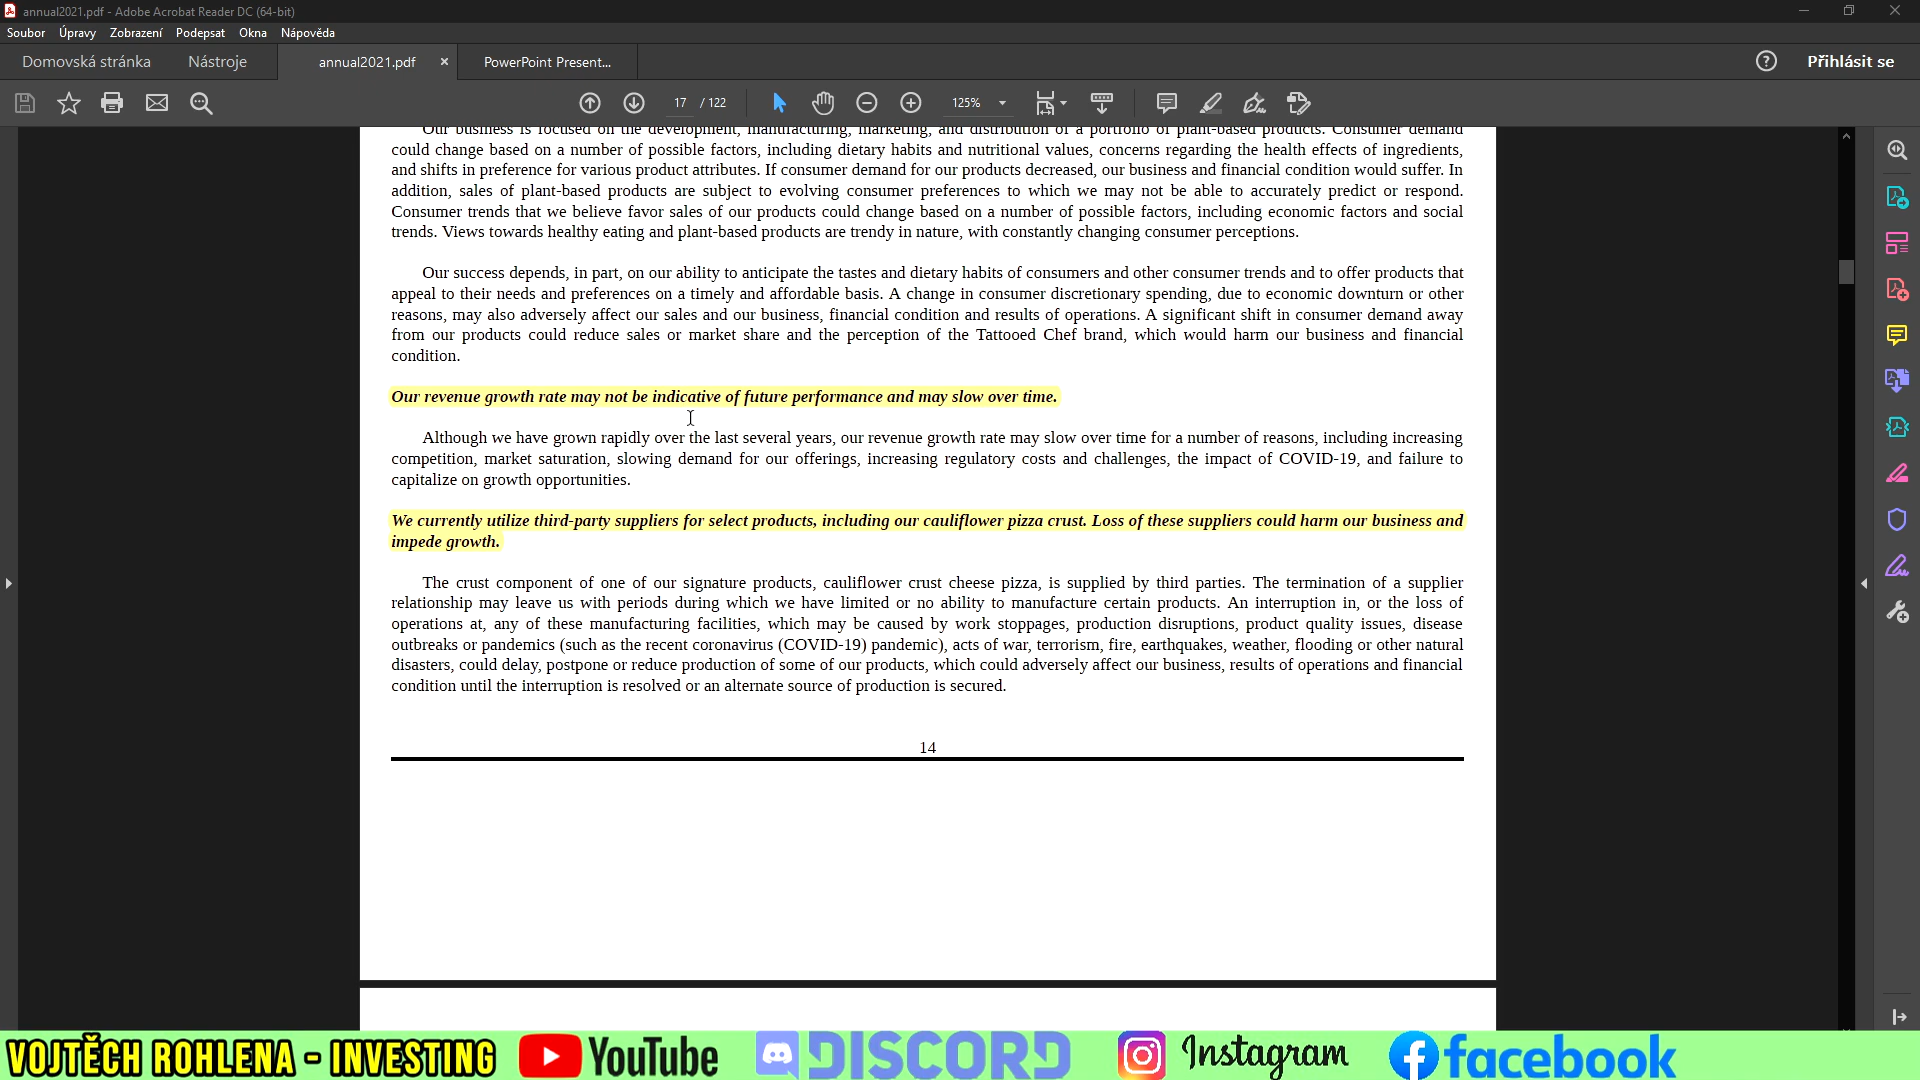 annual2021.pdf - Adobe Acrobat Reader DC (64-bit)
Soubor Úpravy Zobrazení Podepsat Okna Nápověda
Domovská stránka Nástroje annual2021.pdf × PowerPoint Present... ? Přihlásit se
17 / 122 125%
Our business is focused on the development, manufacturing, marketing, and distribution of a portfolio of plant-based products. Consumer demand
could change based on a number of possible factors, including dietary habits and nutritional values, concerns regarding the health effects of ingredients,
and shifts in preference for various product attributes. If consumer demand for our products decreased, our business and financial condition would suffer. In
addition, sales of plant-based products are subject to evolving consumer preferences to which we may not be able to accurately predict or respond.
Consumer trends that we believe favor sales of our products could change based on a number of possible factors, including economic factors and social
trends. Views towards healthy eating and plant-based products are trendy in nature, with constantly changing consumer perceptions.
Our success depends, in part, on our ability to anticipate the tastes and dietary habits of consumers and other consumer trends and to offer products that
appeal to their needs and preferences on a timely and affordable basis. A change in consumer discretionary spending, due to economic downturn or other
reasons, may also adversely affect our sales and our business, financial condition and results of operations. A significant shift in consumer demand away
from our products could reduce sales or market share and the perception of the Tattooed Chef brand, which would harm our business and financial
condition.
Our revenue growth rate may not be indicative of future performance and may slow over time.
Although we have grown rapidly over the last several years, our revenue growth rate may slow over time for a number of reasons, including increasing
competition, market saturation, slowing demand for our offerings, increasing regulatory costs and challenges, the impact of COVID-19, and failure to
capitalize on growth opportunities.
We currently utilize third-party suppliers for select products, including our cauliflower pizza crust. Loss of these suppliers could harm our business and
impede growth.
The crust component of one of our signature products, cauliflower crust cheese pizza, is supplied by third parties. The termination of a supplier
relationship may leave us with periods during which we have limited or no ability to manufacture certain products. An interruption in, or the loss of
operations at, any of these manufacturing facilities, which may be caused by work stoppages, production disruptions, product quality issues, disease
outbreaks or pandemics (such as the recent coronavirus (COVID-19) pandemic), acts of war, terrorism, fire, earthquakes, weather, flooding or other natural
disasters, could delay, postpone or reduce production of some of our products, which could adversely affect our business, results of operations and financial
condition until the interruption is resolved or an alternate source of production is secured.
14
VOJTĚCH ROHLENA - INVESTING YouTube DISCORD Instagram facebook